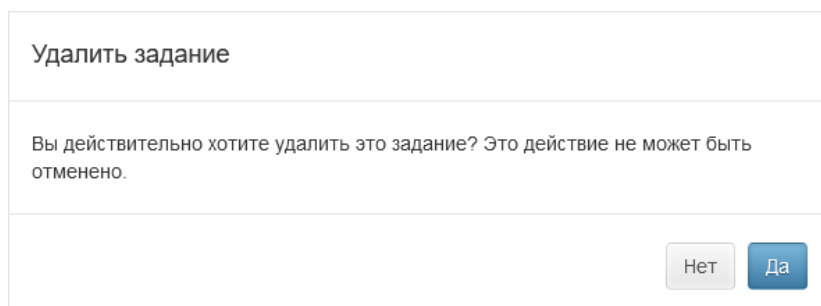 Удалить задание
Вы действительно хотите удалить это задание? Это действие не может быть
отменено.
Нет Да